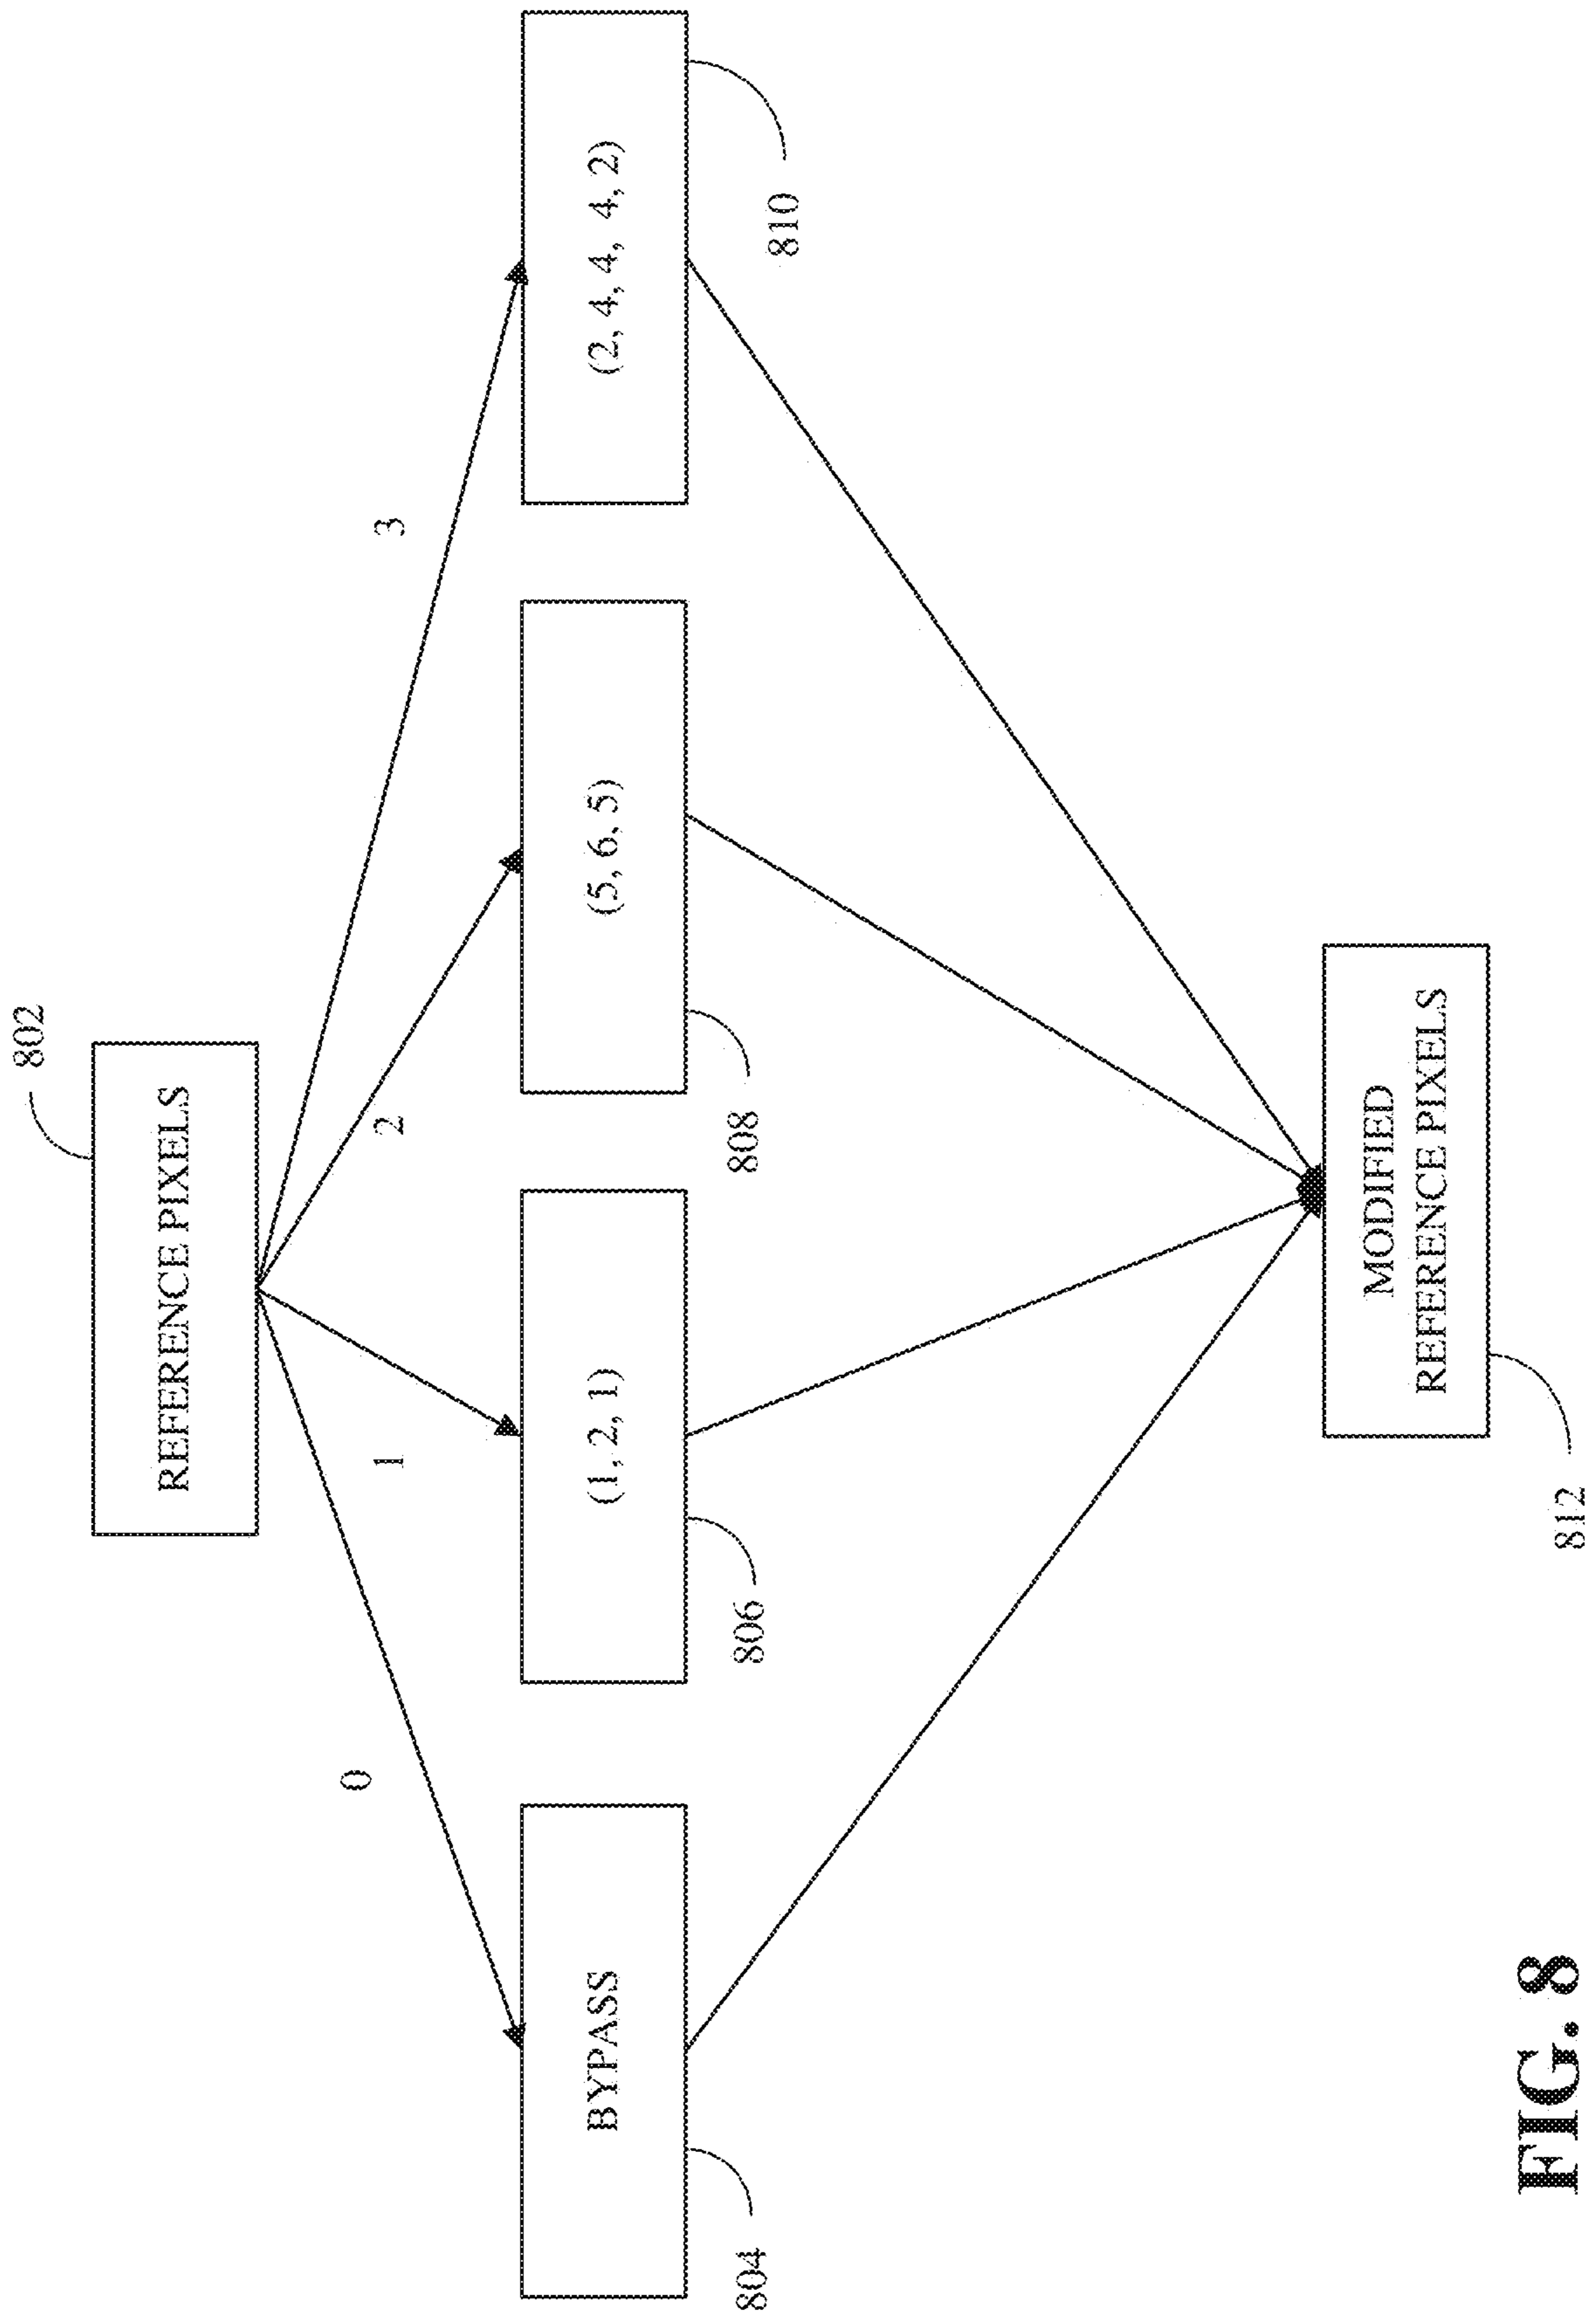 802
REFERENCE PIXELS
0
1
2
3
BYPASS
(1, 2, 1)
(5, 6, 5)
(2, 4, 4, 4, 2)
804
806
808
810
MODIFIED
REFERENCE PIXELS
812
FIG. 8